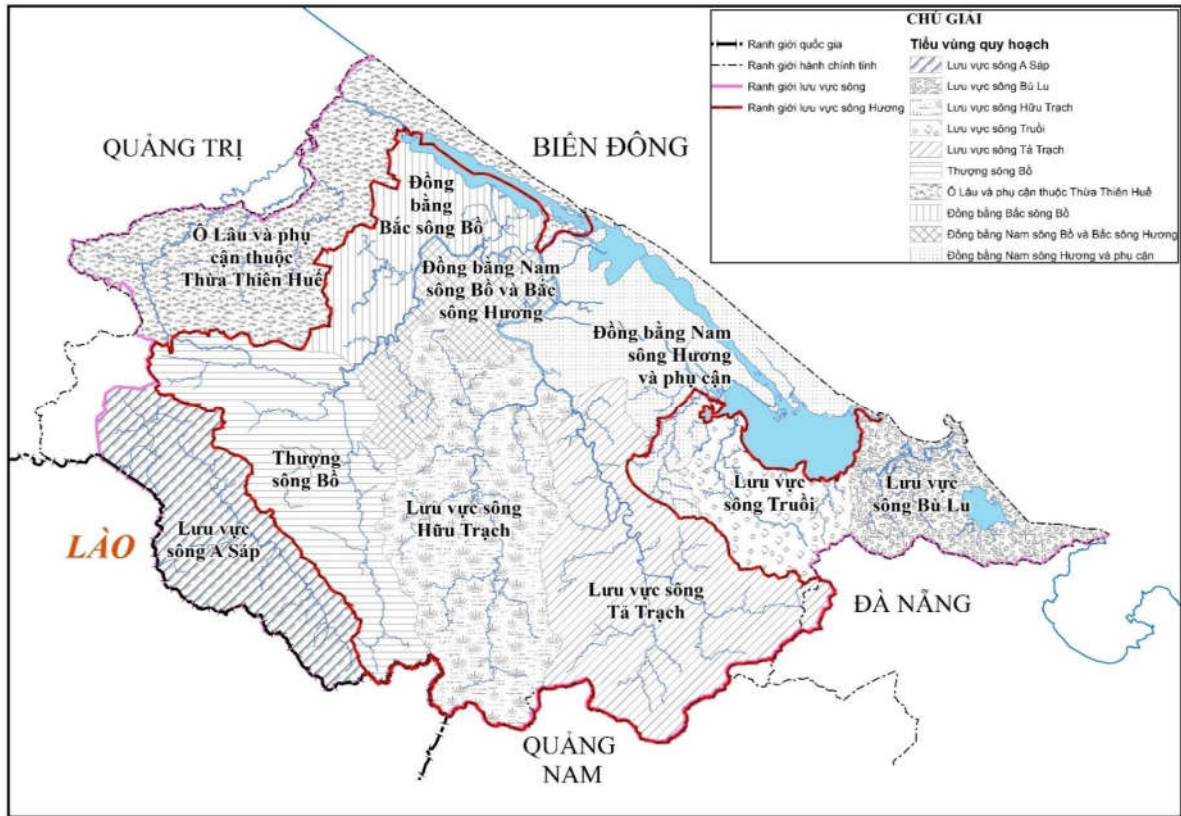 CHÚ GIẢI
Ranh giới quốc gia
Ranh giới hành chính tỉnh
Ranh giới lưu vực sông
Ranh giới lưu vực sông Hương
Tiểu vùng quy hoạch
Lưu vực sông A Sáp
Lưu vực sông Bù Lu
Lưu vực sông Hữu Trạch
Lưu vực sông Truồi
Lưu vực sông Tả Trạch
Thượng sông Bồ
Ô Lâu và phụ cận thuộc Thừa Thiên Huế
Đồng bằng Bắc sông Bồ
Đồng bằng Nam sông Bồ và Bắc sông Hương
Đồng bằng Nam sông Hương và phụ cận
QUẢNG TRỊ
BIỂN ĐÔNG
Đồng
bằng
Bắc sông Bồ
Ô Lâu và phụ
cận thuộc
Thừa Thiên Huế
Đồng bằng Nam
sông Bồ và Bắc
sông Hương
Đồng bằng Nam
sông Hương
và phụ cận
Thượng
sông Bồ
Lưu vực sông
Hữu Trạch
Lưu vực
sông Truồi
Lưu vực
sông Bù Lu
LÀO
Lưu vực
sông A Sáp
Lưu vực sông
Tả Trạch
ĐÀ NẴNG
QUẢNG
NAM